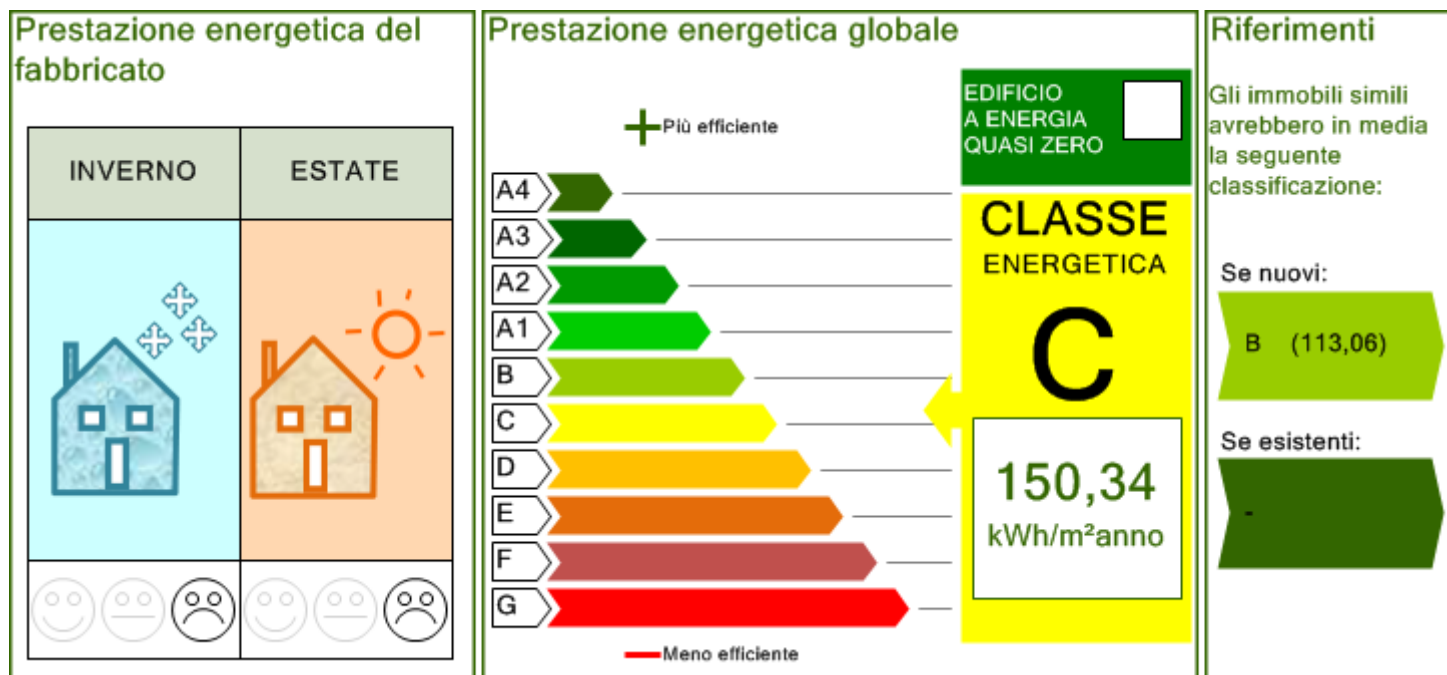 Prestazione energetica del
fabbricato
INVERNO
ESTATE
Prestazione energetica globale
Più efficiente
A4
A3
A2
A1
B
C
D
E
F
G
Meno efficiente
EDIFICIO
A ENERGIA
QUASI ZERO
CLASSE
ENERGETICA
C
150,34
kWh/m²anno
Riferimenti
Gli immobili simili
avrebbero in media
la seguente
classificazione:
Se nuovi:
B (113,06)
Se esistenti:
-